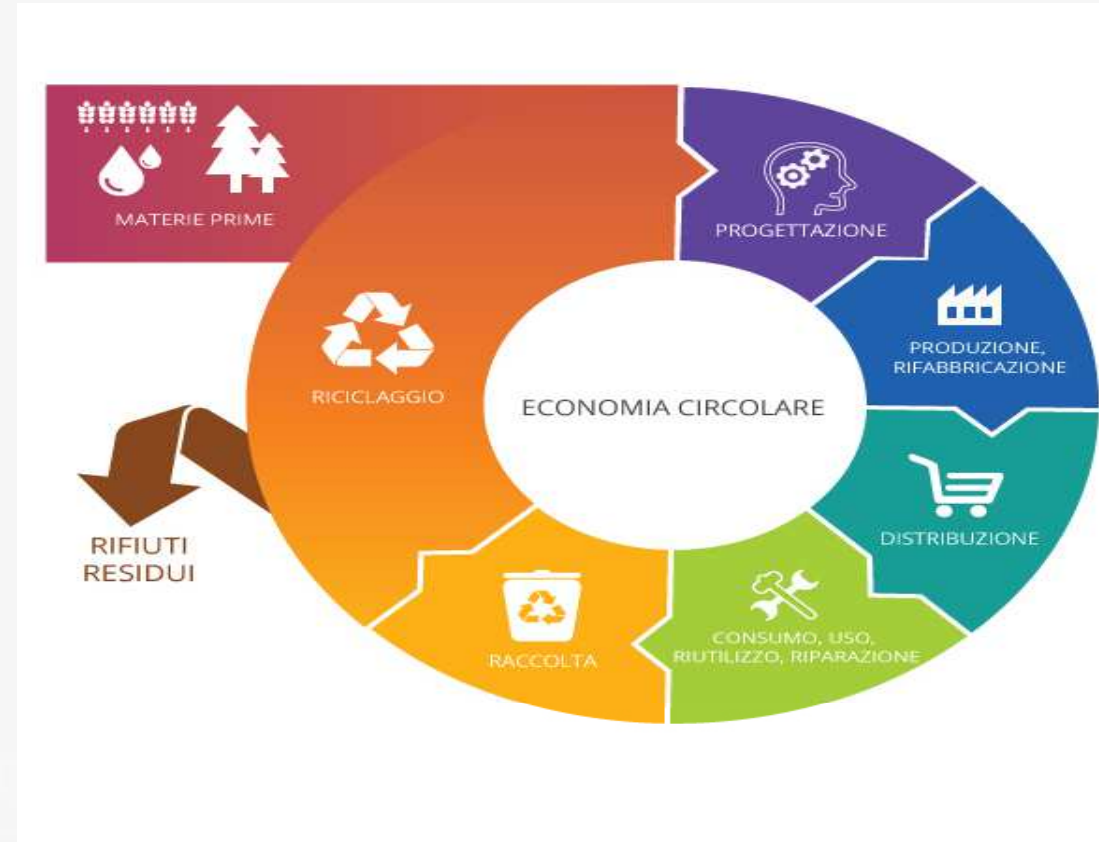 MATERIE PRIME
PROGETTAZIONE
PRODUZIONE,
RIFABBRICAZIONE
RICICLAGGIO
ECONOMIA CIRCOLARE
DISTRIBUZIONE
RIFIUTI
RESIDUI
CONSUMO, USO,
RIUTILIZZO, RIPARAZIONE
RACCOLTA